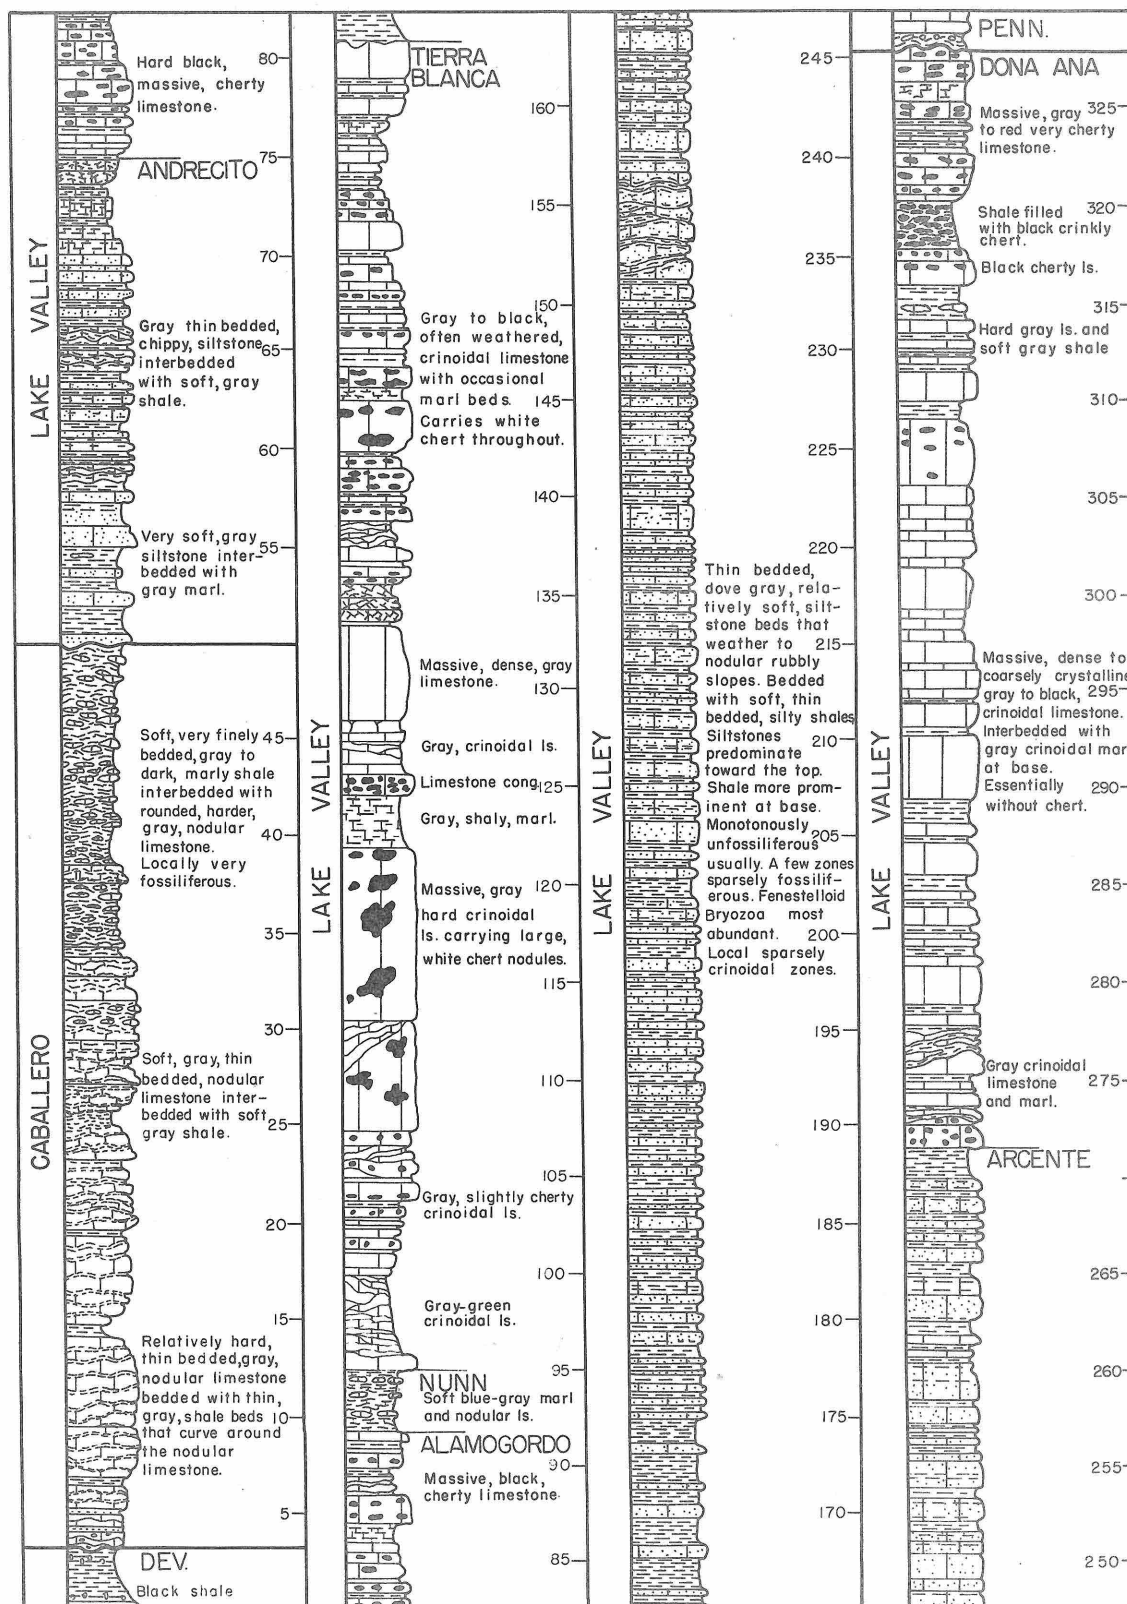 LAKE VALLEY
CABALLERO
80
Hard black,
massive, cherty
limestone.
75
ANDRECITO
70
Gray thin bedded,
chippy, siltstone
65
interbedded
with soft, gray
shale.
60
Very soft, gray
siltstone inter-
55
bedded with
gray marl.
Soft, very finely
45
bedded, gray to
dark, marly shale
interbedded with
rounded, harder,
gray, nodular
40
limestone.
Locally very
fossiliferous.
35
30
Soft, gray, thin
bedded, nodular
limestone inter-
bedded with soft
25
gray shale.
20
15
Relatively hard,
thin bedded, gray,
nodular limestone
bedded with thin,
gray, shale beds
10
that curve around
the nodular
limestone.
5
DEV.
Black shale
LAKE VALLEY
TIERRA
BLANCA
160
155
150
Gray to black,
often weathered,
crinoidal limestone
with occasional
marl beds.
145
Carries white
chert throughout.
140
135
Massive, dense, gray
limestone.
130
Gray, crinoidal ls.
Limestone cong.
125
Gray, shaly, marl.
120
Massive, gray
hard crinoidal
ls. carrying large,
white chert nodules.
115
110
105
Gray, slightly cherty
crinoidal ls.
100
Gray-green
crinoidal ls.
95
NUNN
Soft blue-gray marl
and nodular ls.
ALAMOGORDO
90
Massive, black,
cherty limestone.
85
LAKE VALLEY
245
240
235
230
225
220
Thin bedded,
dove gray, rela-
tively soft, silt-
stone beds that
weather to
215
nodular rubbly
slopes. Bedded
with soft, thin
bedded, silty shales
Siltstones
210
predominate
toward the top.
Shale more prom-
inent at base.
Monotonously
205
unfossiliferous
usually. A few zones
sparsely fossilif-
erous. Fenestelloid
Bryozoa most
abundant.
200
Local sparsely
crinoidal zones.
195
190
185
180
175
170
LAKE VALLEY
PENN.
DONA ANA
Massive, gray
325
to red very cherty
limestone.
320
Shale filled
with black crinkly
chert.
Black cherty ls.
315
Hard gray ls. and
soft gray shale
310
305
300
Massive, dense to
coarsely crystalline
gray to black,
295
crinoidal limestone.
Interbedded with
gray crinoidal mar
at base.
Essentially
290
without chert.
285
280
Gray crinoidal
limestone
275
and marl.
ARCENTE
265
260
255
250